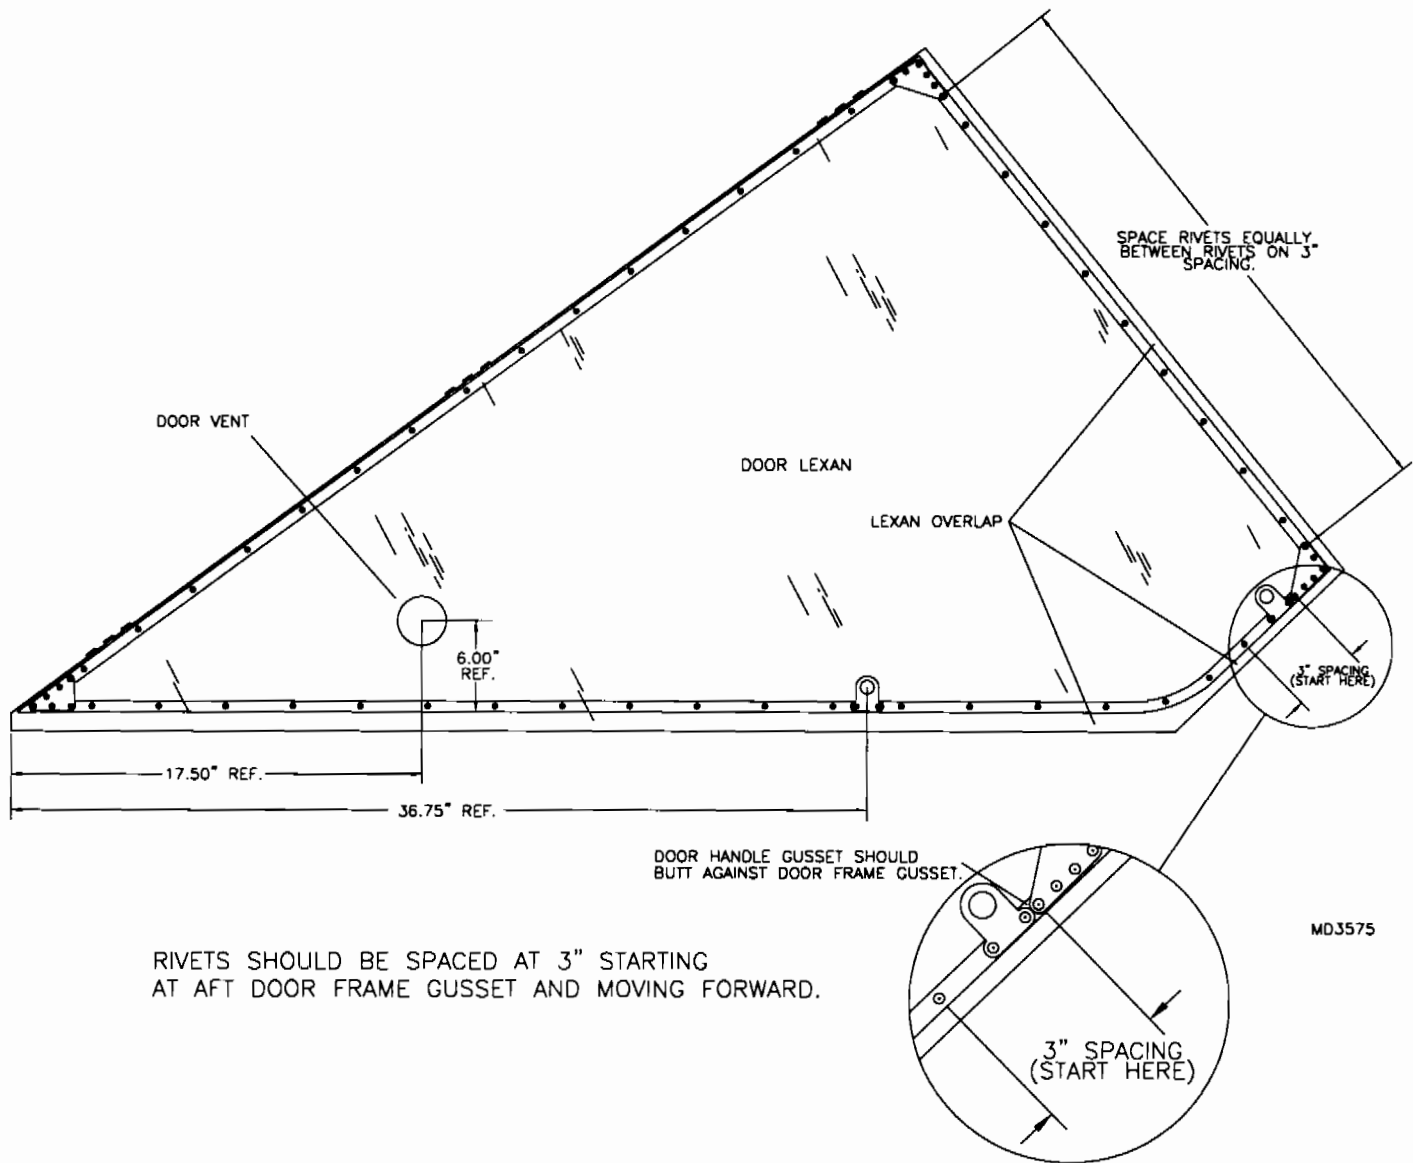 SPACE RIVETS EQUALLY
BETWEEN RIVETS ON 3"
SPACING.
DOOR VENT
DOOR LEXAN
LEXAN OVERLAP
6.00"
REF.
3" SPACING
(START HERE)
17.50" REF.
36.75" REF.
DOOR HANDLE GUSSET SHOULD
BUTT AGAINST DOOR FRAME GUSSET.
MD3575
RIVETS SHOULD BE SPACED AT 3" STARTING
AT AFT DOOR FRAME GUSSET AND MOVING FORWARD.
3" SPACING
(START HERE)